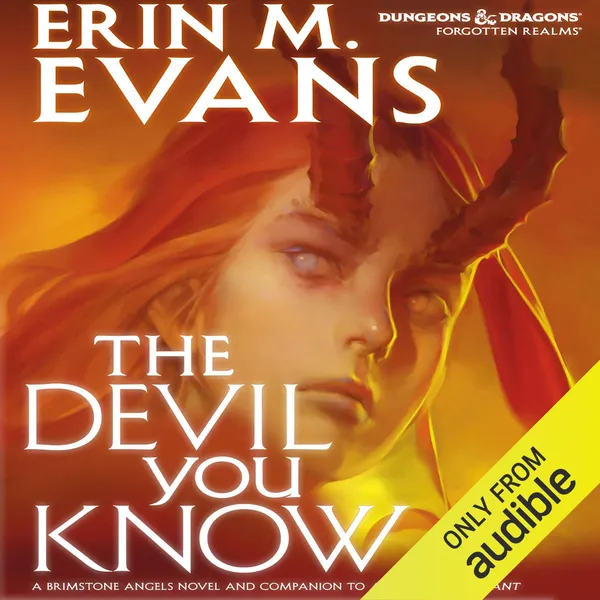 ERIN M.
EVANS
DUNGEONS & DRAGONS®
FORGOTTEN REALMS®
THE
DEVIL
you
KNOW
A BRIMSTONE ANGELS NOVEL AND COMPANION TO
ONLY FROM
audible